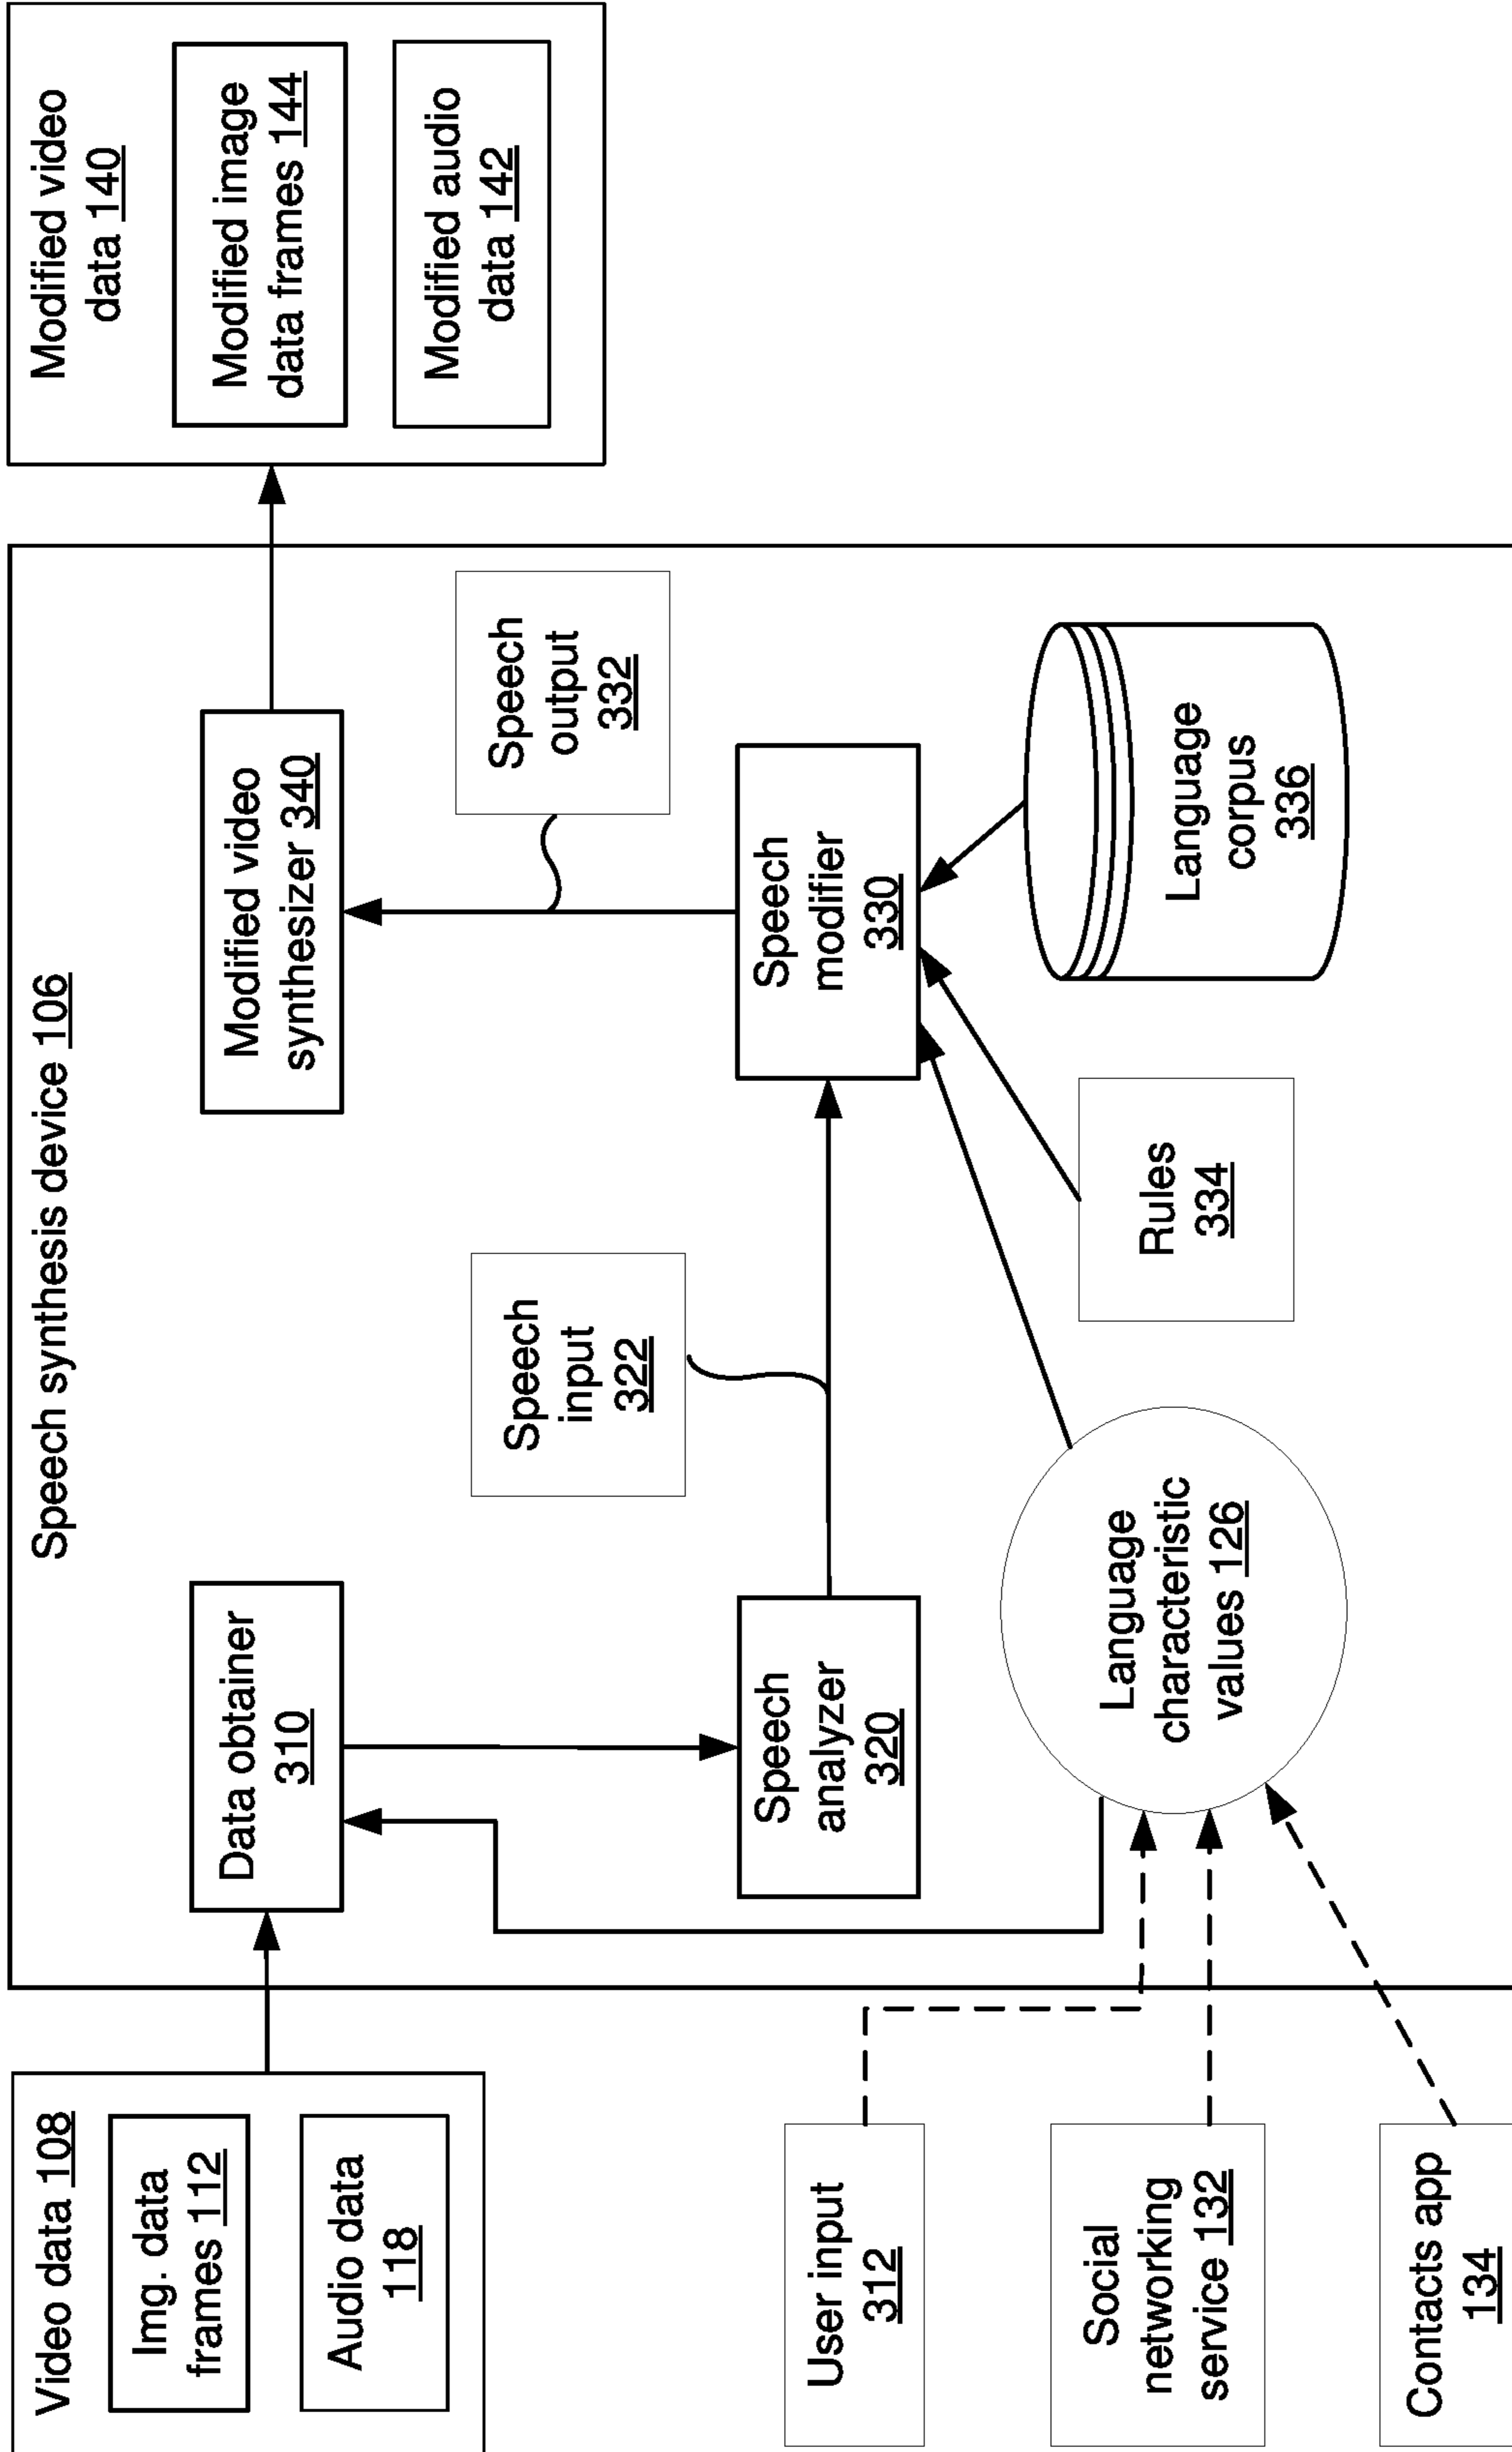 Video data 108
Img. data
frames 112
Audio data
118
User input
312
Social
networking
service 132
Contacts app
134
Speech synthesis device 106
Data obtainer
310
Speech
analyzer
320
Language
characteristic
values 126
Speech
input
322
Rules
334
Modified video
synthesizer 340
Speech
output
332
Speech
modifier
330
Language
corpus
336
Modified video
data 140
Modified image
data frames 144
Modified audio
data 142